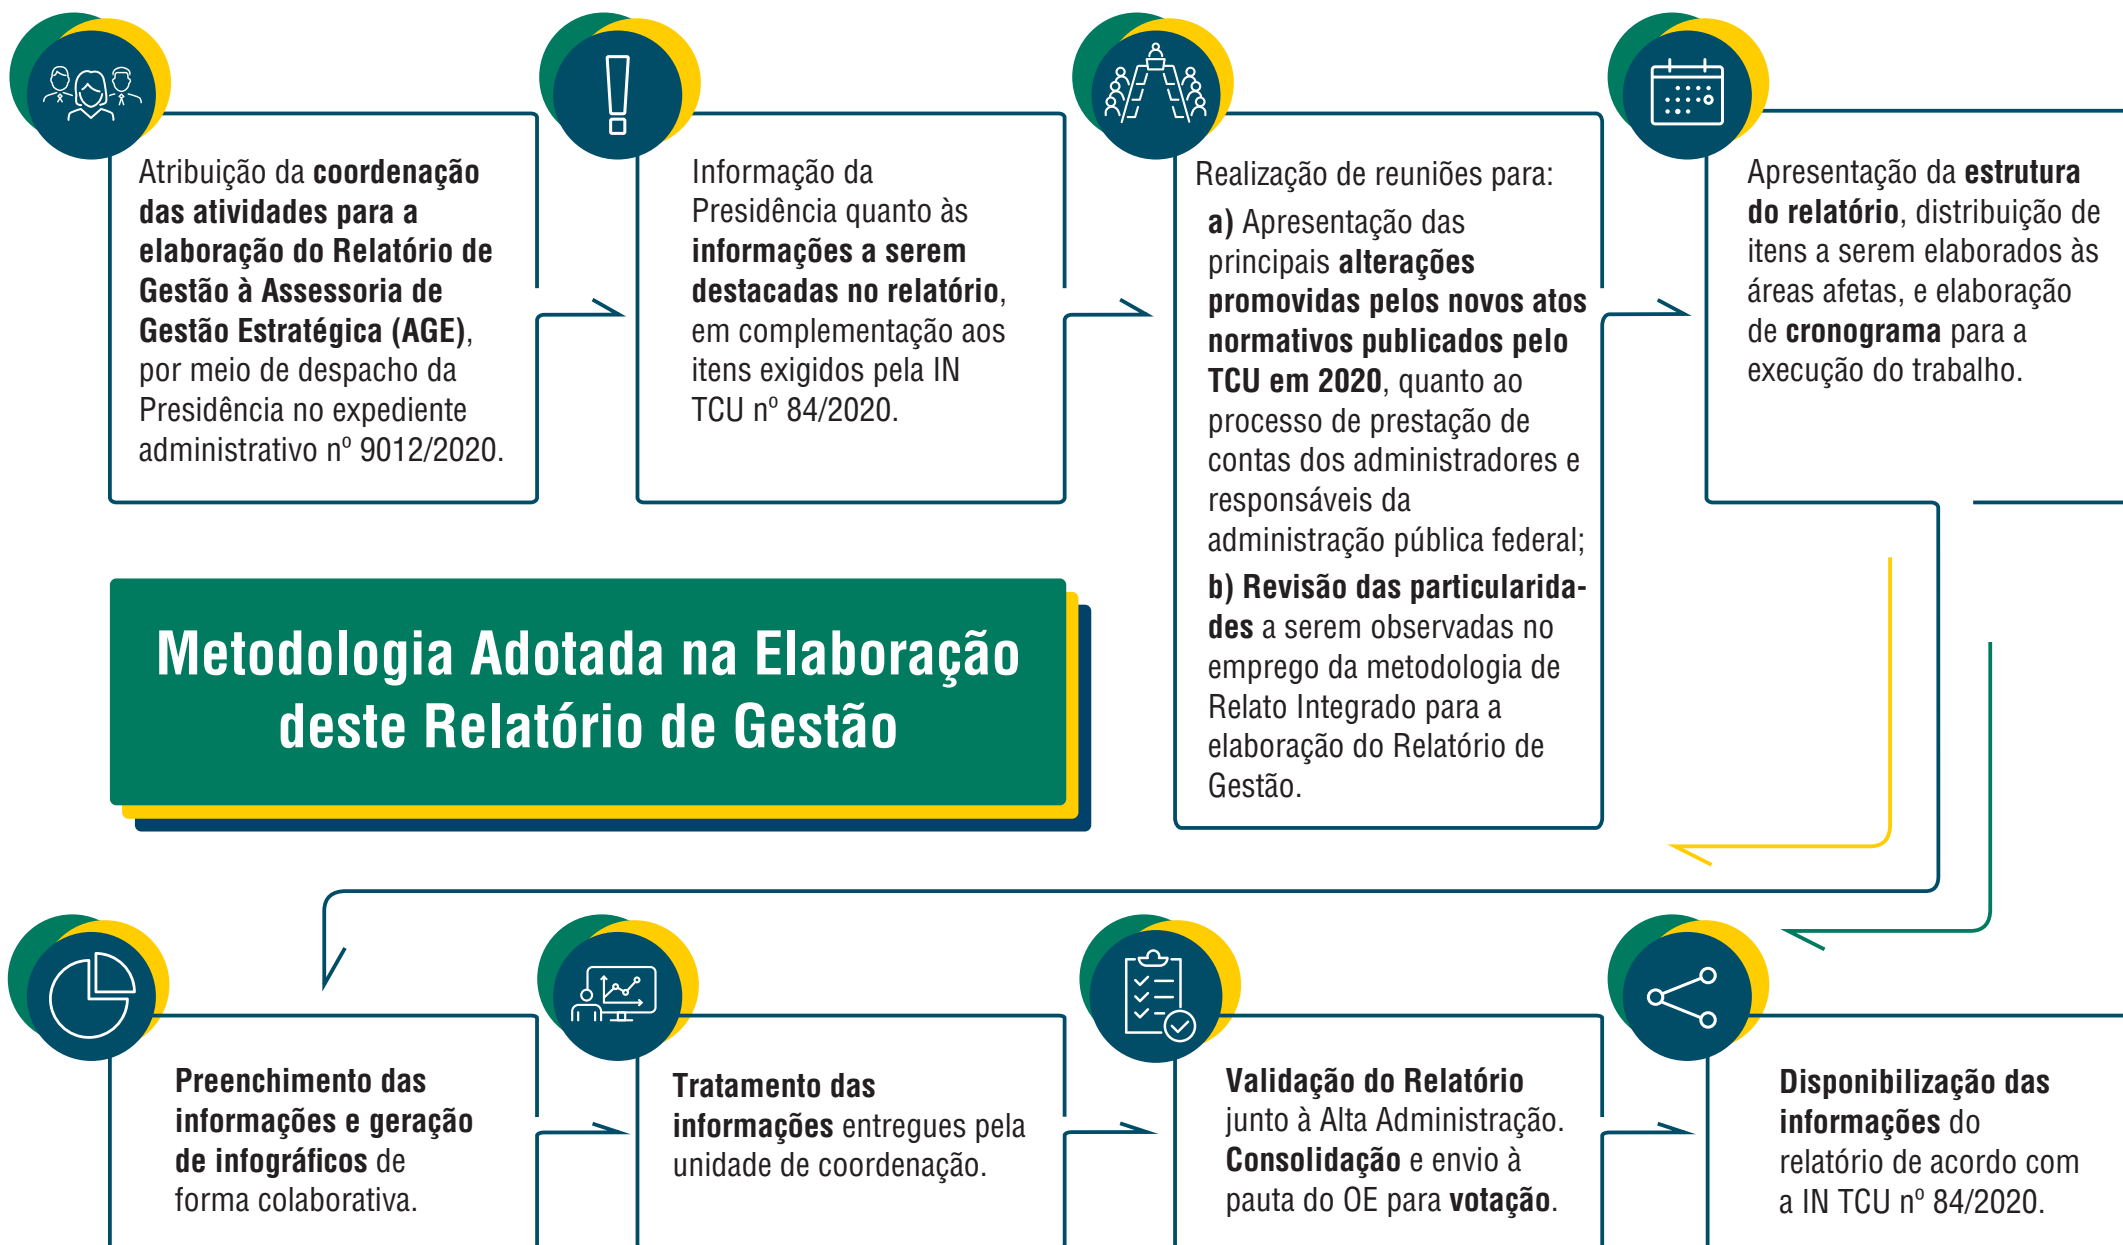 Atribuição da coordenação
das atividades para a
elaboração do Relatório de
Gestão à Assessoria de
Gestão Estratégica (AGE),
por meio de despacho da
Presidência no expediente
administrativo nº 9012/2020.
Informação da
Presidência quanto às
informações a serem
destacadas no relatório,
em complementação aos
itens exigidos pela IN
TCU nº 84/2020.
Realização de reuniões para:
a) Apresentação das
principais alterações
promovidas pelos novos atos
normativos publicados pelo
TCU em 2020, quanto ao
processo de prestação de
contas dos administradores e
responsáveis da
administração pública federal;
b) Revisão das particularida-
des a serem observadas no
emprego da metodologia de
Relato Integrado para a
elaboração do Relatório de
Gestão.
Apresentação da estrutura
do relatório, distribuição de
itens a serem elaborados às
áreas afetas, e elaboração
de cronograma para a
execução do trabalho.
Metodologia Adotada na Elaboração
deste Relatório de Gestão
Preenchimento das
informações e geração
de infográficos de
forma colaborativa.
Tratamento das
informações entregues pela
unidade de coordenação.
Validação do Relatório
junto à Alta Administração.
Consolidação e envio à
pauta do OE para votação.
Disponibilização das
informações do
relatório de acordo com
a IN TCU nº 84/2020.